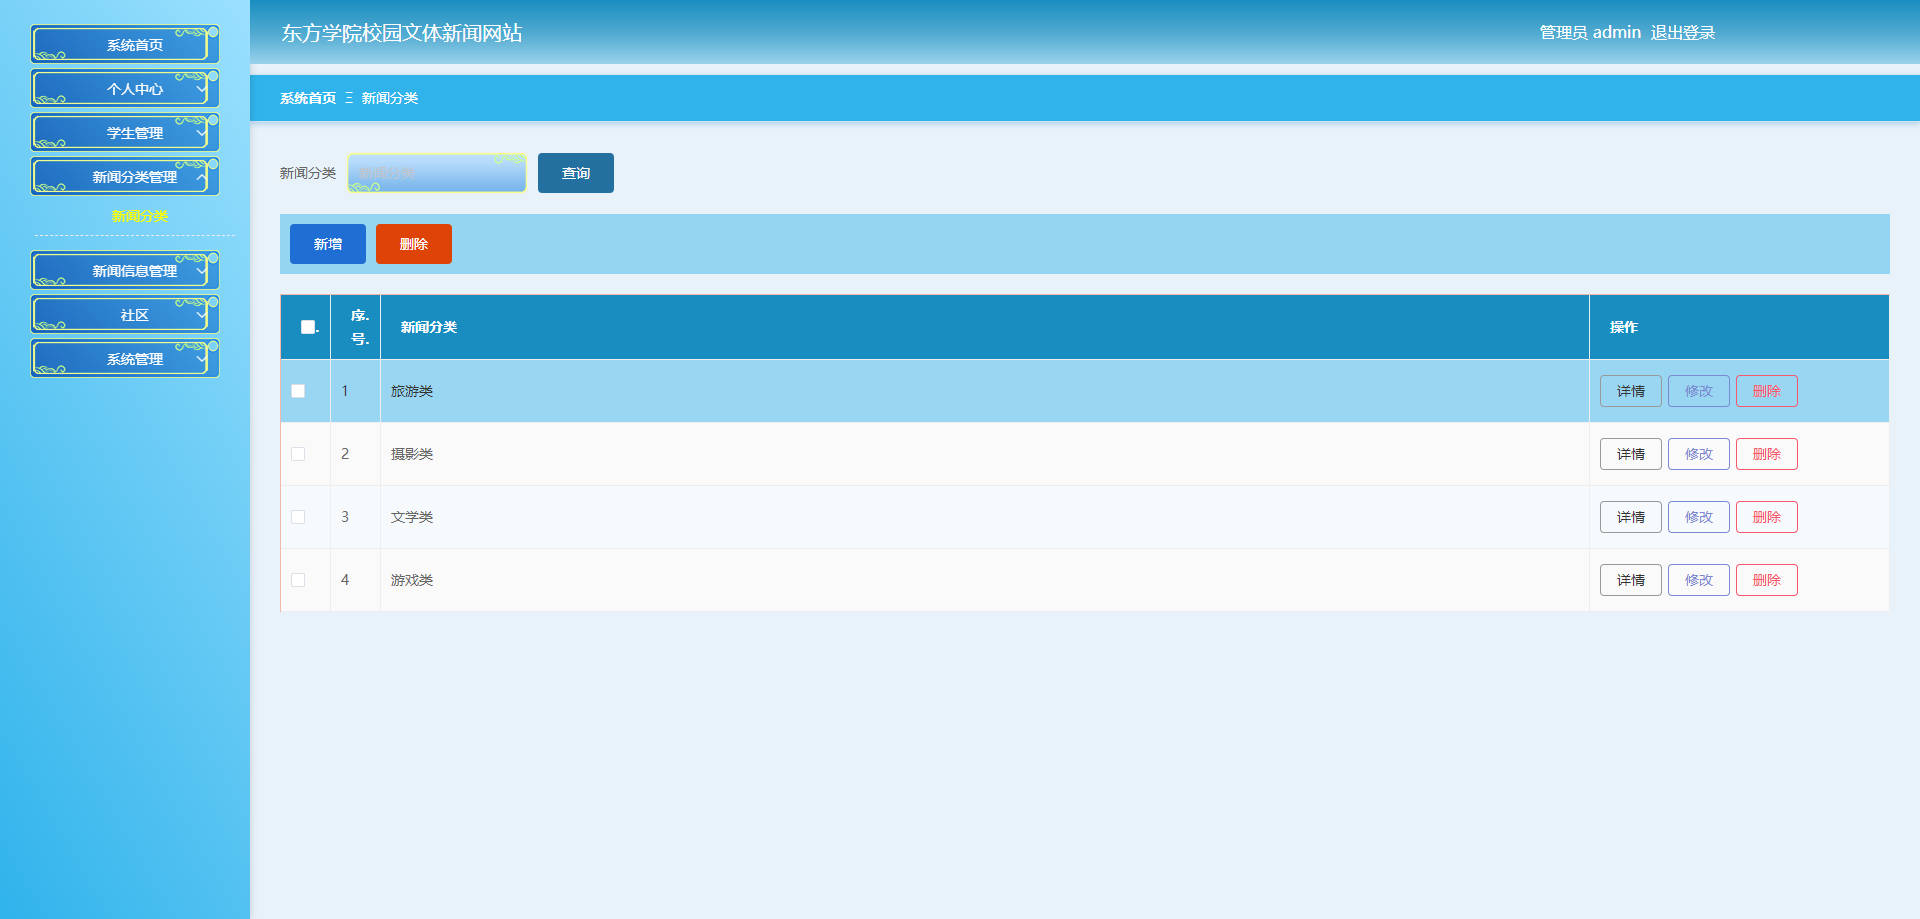 系统首页
个人中心
学生管理
新闻分类管理
新闻分类
新闻信息管理
社区
系统管理
东方学院校园文体新闻网站
管理员 admin 退出登录
系统首页 Ξ 新闻分类
新闻分类 新闻分类 查询
新增 删除
. 序号. 新闻分类 操作
1 旅游类 详情 修改 删除
2 摄影类 详情 修改 删除
3 文学类 详情 修改 删除
4 游戏类 详情 修改 删除